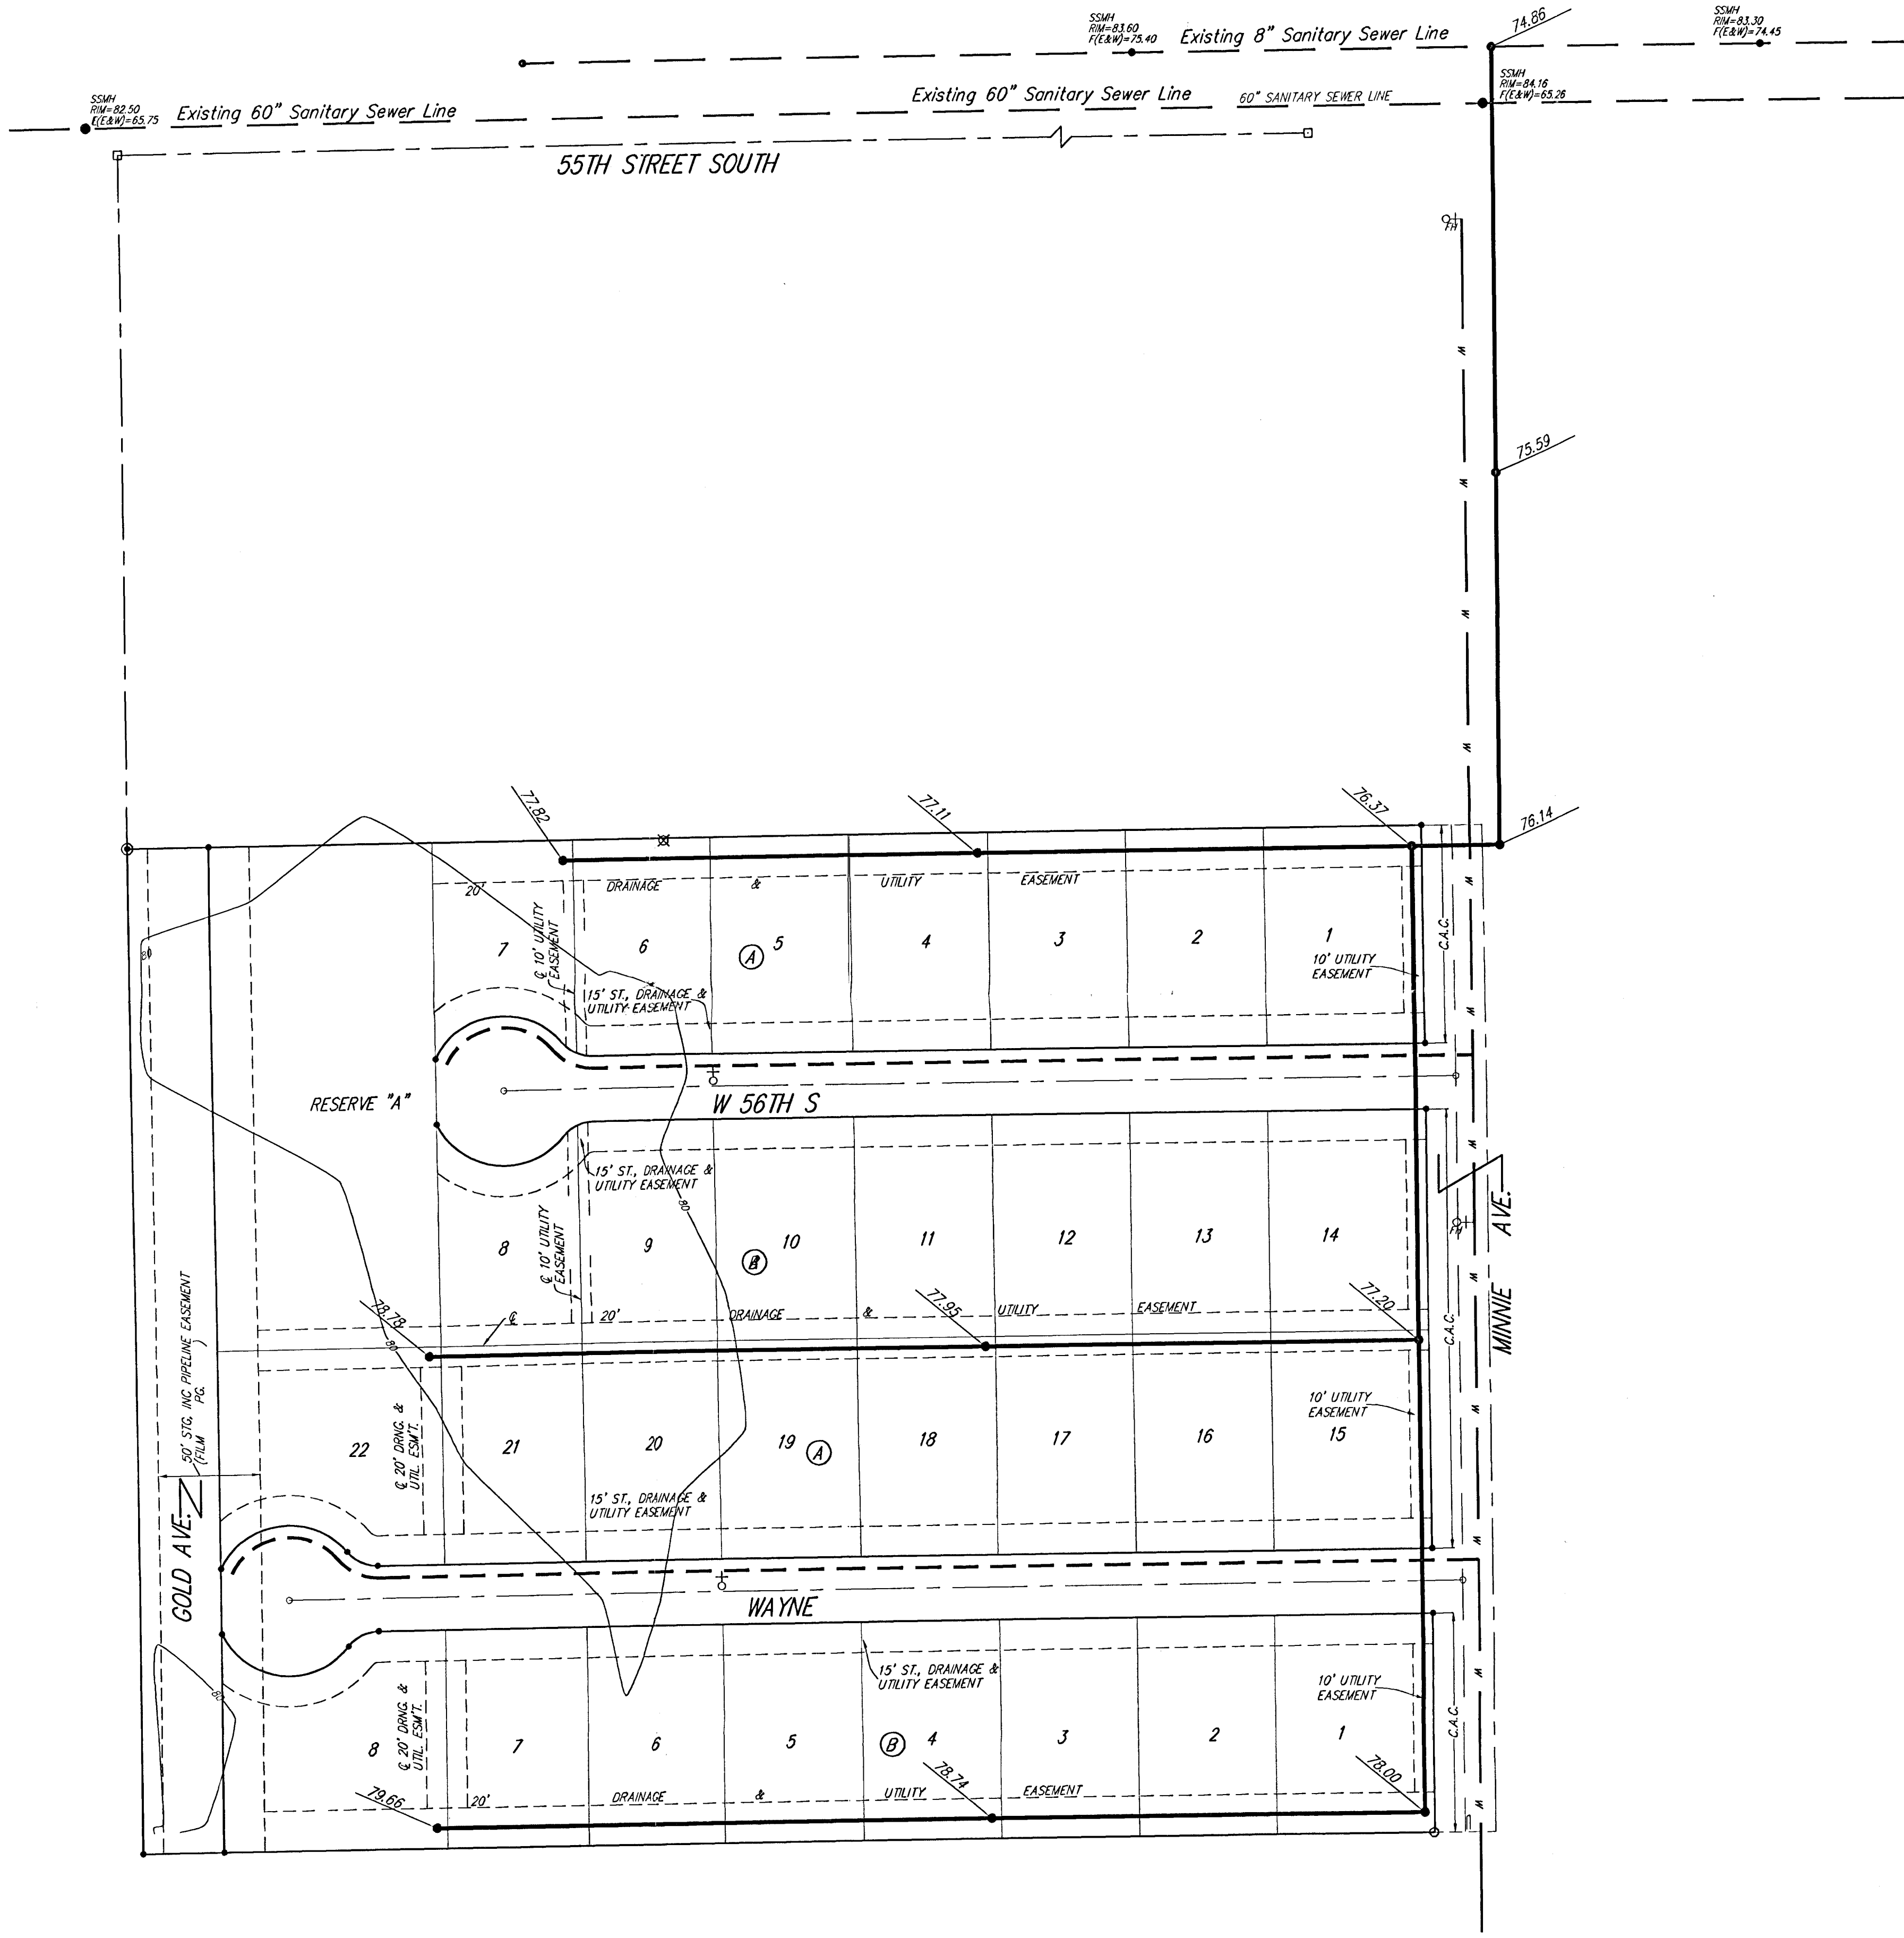 SSMH
RIM=83.60
F(E&W)=75.40
Existing 8" Sanitary Sewer Line
74.86
SSMH
RIM=83.30
F(E&W)=74.45
SSMH
RIM=82.50
F(E&W)=65.75
Existing 60" Sanitary Sewer Line
Existing 60" Sanitary Sewer Line
60" SANITARY SEWER LINE
SSMH
RIM=84.16
F(E&W)=65.26
55TH STREET SOUTH
FH
W
75.59
W
W
W
77.82
77.11
76.37
76.14
20'
DRAINAGE
&
UTILITY
EASEMENT
W
80
7
6
5
4
3
2
1
A
℄ 10' UTILITY
EASEMENT
10' UTILITY
EASEMENT
C.A.C.
15' ST., DRAINAGE &
UTILITY EASEMENT
W
RESERVE "A"
W 56TH S
W
15' ST., DRAINAGE &
UTILITY EASEMENT
80
MINNIE AVE.
FH
8
9
10
11
12
13
14
℄ 10' UTILITY
EASEMENT
W
78.78
77.95
77.20
℄
20'
DRAINAGE
&
UTILITY
EASEMENT
C.A.C.
80
50' STG, INC PIPELINE EASEMENT
(FILM PG. )
10' UTILITY
EASEMENT
W
22
21
20
19
A
18
17
16
15
℄ 20' DRNG. &
UTIL. ESM'T.
15' ST., DRAINAGE &
UTILITY EASEMENT
W
GOLD AVE.
WAYNE
W
15' ST., DRAINAGE &
UTILITY EASEMENT
10' UTILITY
EASEMENT
80
℄ 20' DRNG. &
UTIL. ESM'T.
C.A.C.
8
7
6
5
B
4
3
2
1
79.66
78.74
78.00
20'
DRAINAGE
&
UTILITY
EASEMENT
W